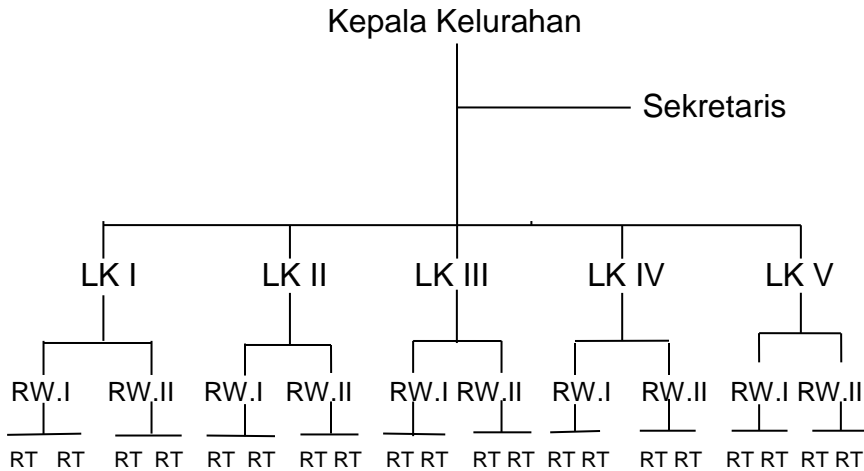 Kepala Kelurahan
Sekretaris
LK I LK II LK III LK IV LK V
RW.I RW.II RW.I RW.II RW.I RW.II RW.I RW.II RW.I RW.II
RT RT RT RT RT RT RT RT RT RT RT RT RT RT RT RT RT RT RT RT